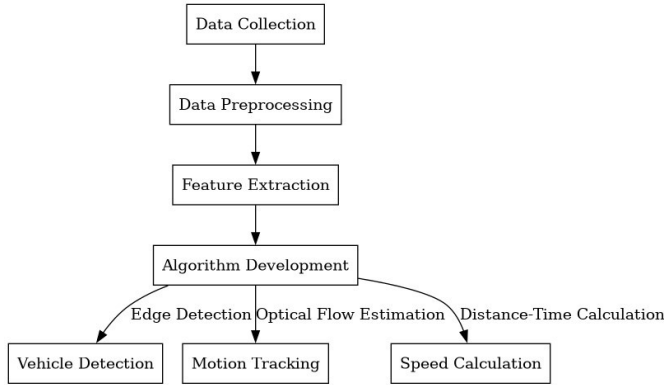 Data Collection
Data Preprocessing
Feature Extraction
Algorithm Development
Edge Detection
Optical Flow Estimation
Distance-Time Calculation
Vehicle Detection
Motion Tracking
Speed Calculation